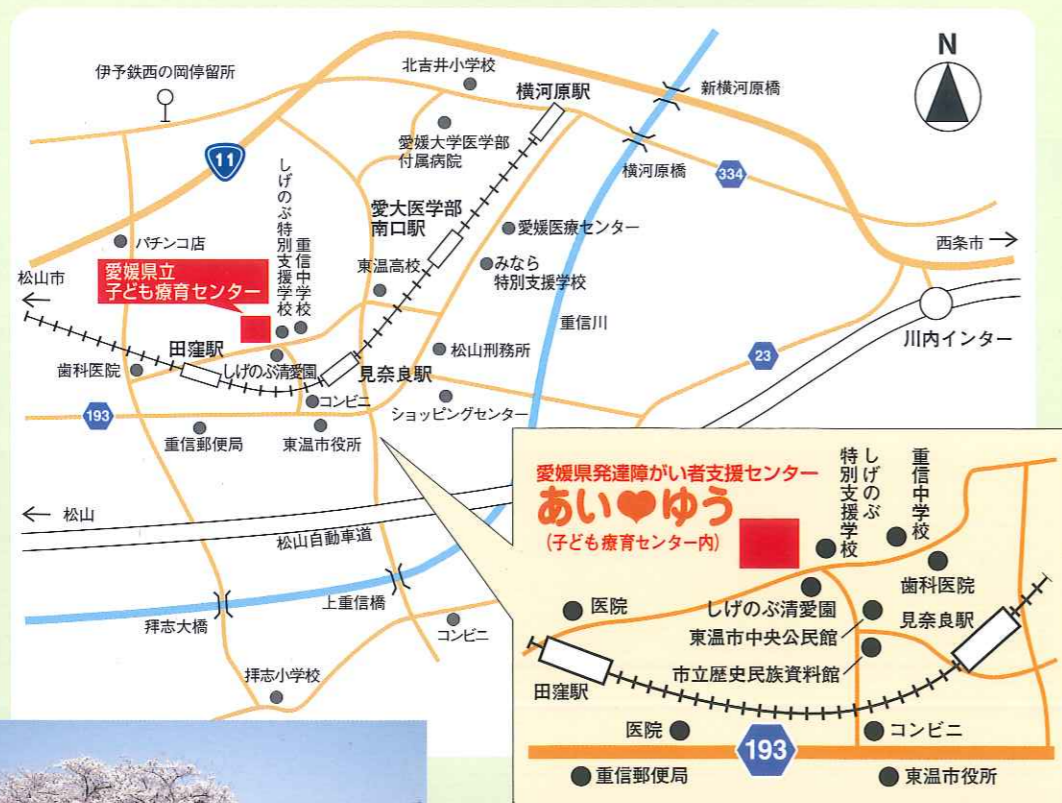 N
伊予鉄西の岡停留所
北吉井小学校
横河原駅
新横河原橋
愛媛大学医学部
付属病院
横河原橋
334
11
しげのぶ特別支援学校
重信中学校
愛大医学部
南口駅
愛媛医療センター
西条市→
パチンコ店
東温高校
みなら
特別支援学校
松山市
←
愛媛県立
子ども療育センター
重信川
川内インター
田窪駅
松山刑務所
23
歯科医院
しげのぶ清愛園
見奈良駅
コンビニ
ショッピングセンター
193
重信郵便局
東温市役所
←松山
松山自動車道
上重信橋
拝志大橋
コンビニ
拝志小学校
愛媛県発達障がい者支援センター
あい♥ゆう
(子ども療育センター内)
しげのぶ
特別支援学校
重信中学校
歯科医院
医院
しげのぶ清愛園
見奈良駅
東温市中央公民館
市立歴史民族資料館
田窪駅
医院
193
コンビニ
重信郵便局
東温市役所